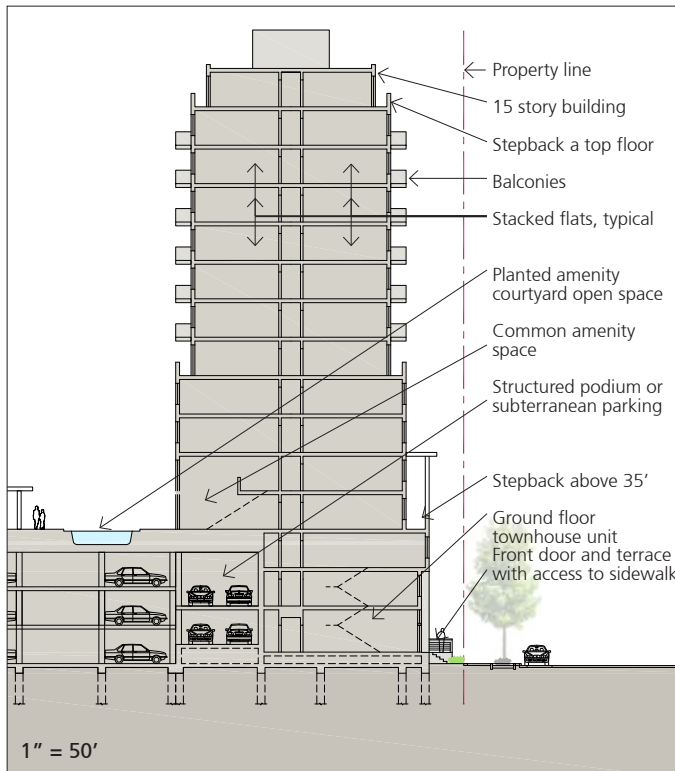 Property line
15 story building
Stepback a top floor
Balconies
Stacked flats, typical
Planted amenity
courtyard open space
Common amenity
space
Structured podium or
subterranean parking
Stepback above 35’
Ground floor
townhouse unit
Front door and terrace
with access to sidewalk
1” = 50’